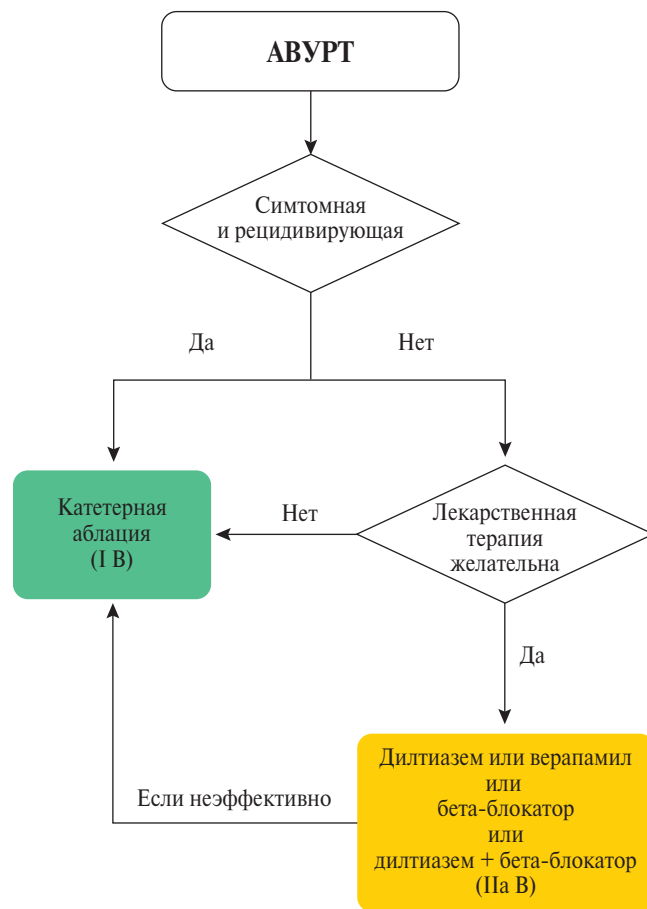 АВУРТ
Симтомная
и рецидивирующая
Да
Нет
Катетерная
аблация
(I B)
Нет
Лекарственная
терапия
желательна
Да
Если неэффективно
Дилтиазем или верапамил
или
бета-блокатор
или
дилтиазем + бета-блокатор
(IIa B)